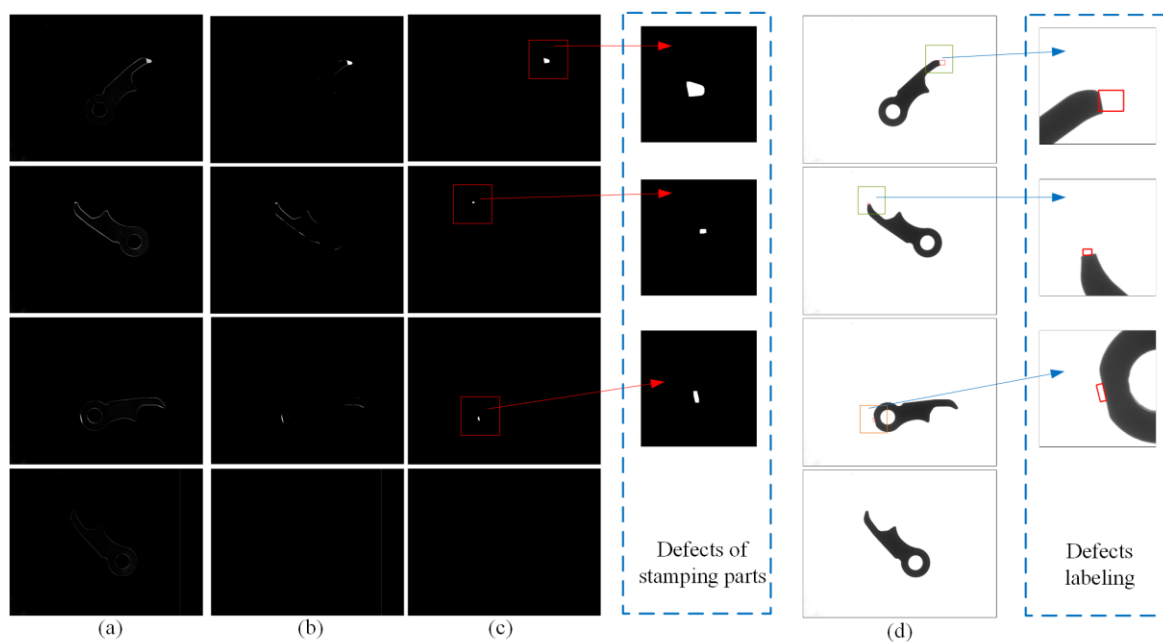 Defects of
stamping parts
Defects
labeling
(a)
(b)
(c)
(d)